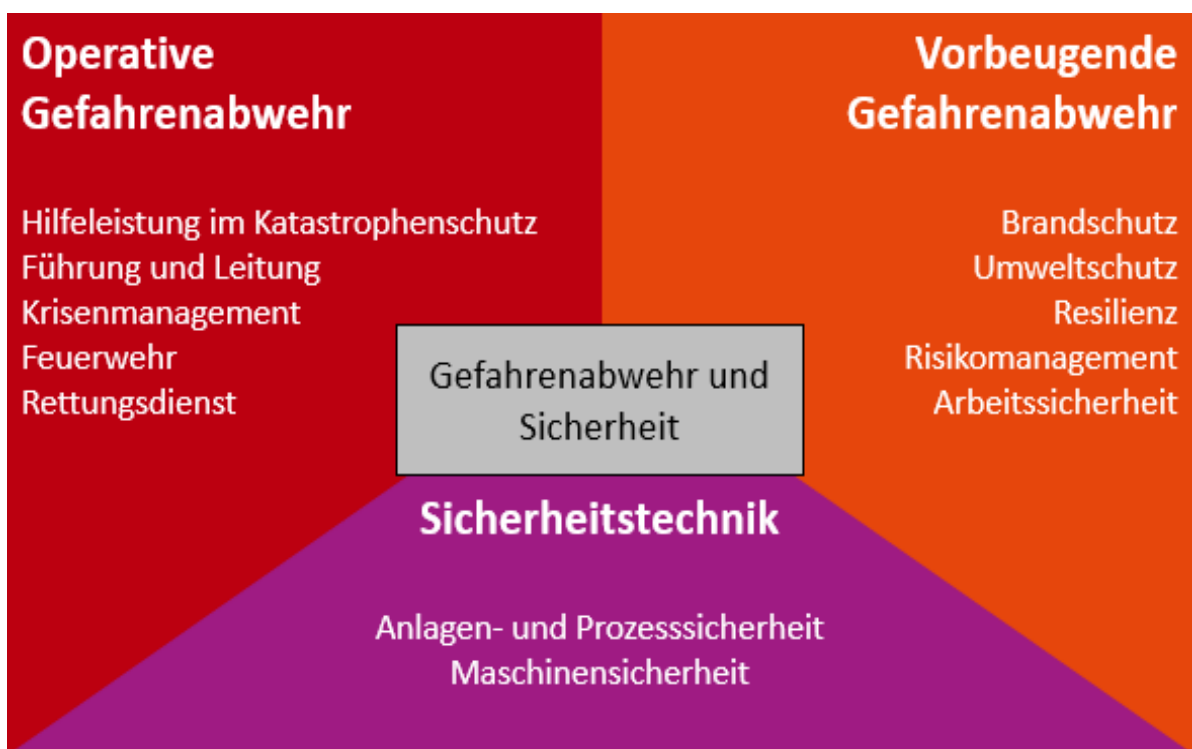 Operative
Gefahrenabwehr
Hilfeleistung im Katastrophenschutz
Führung und Leitung
Krisenmanagement
Feuerwehr
Rettungsdienst
Vorbeugende
Gefahrenabwehr
Brandschutz
Umweltschutz
Resilienz
Risikomanagement
Arbeitssicherheit
Gefahrenabwehr und
Sicherheit
Sicherheitstechnik
Anlagen- und Prozesssicherheit
Maschinensicherheit